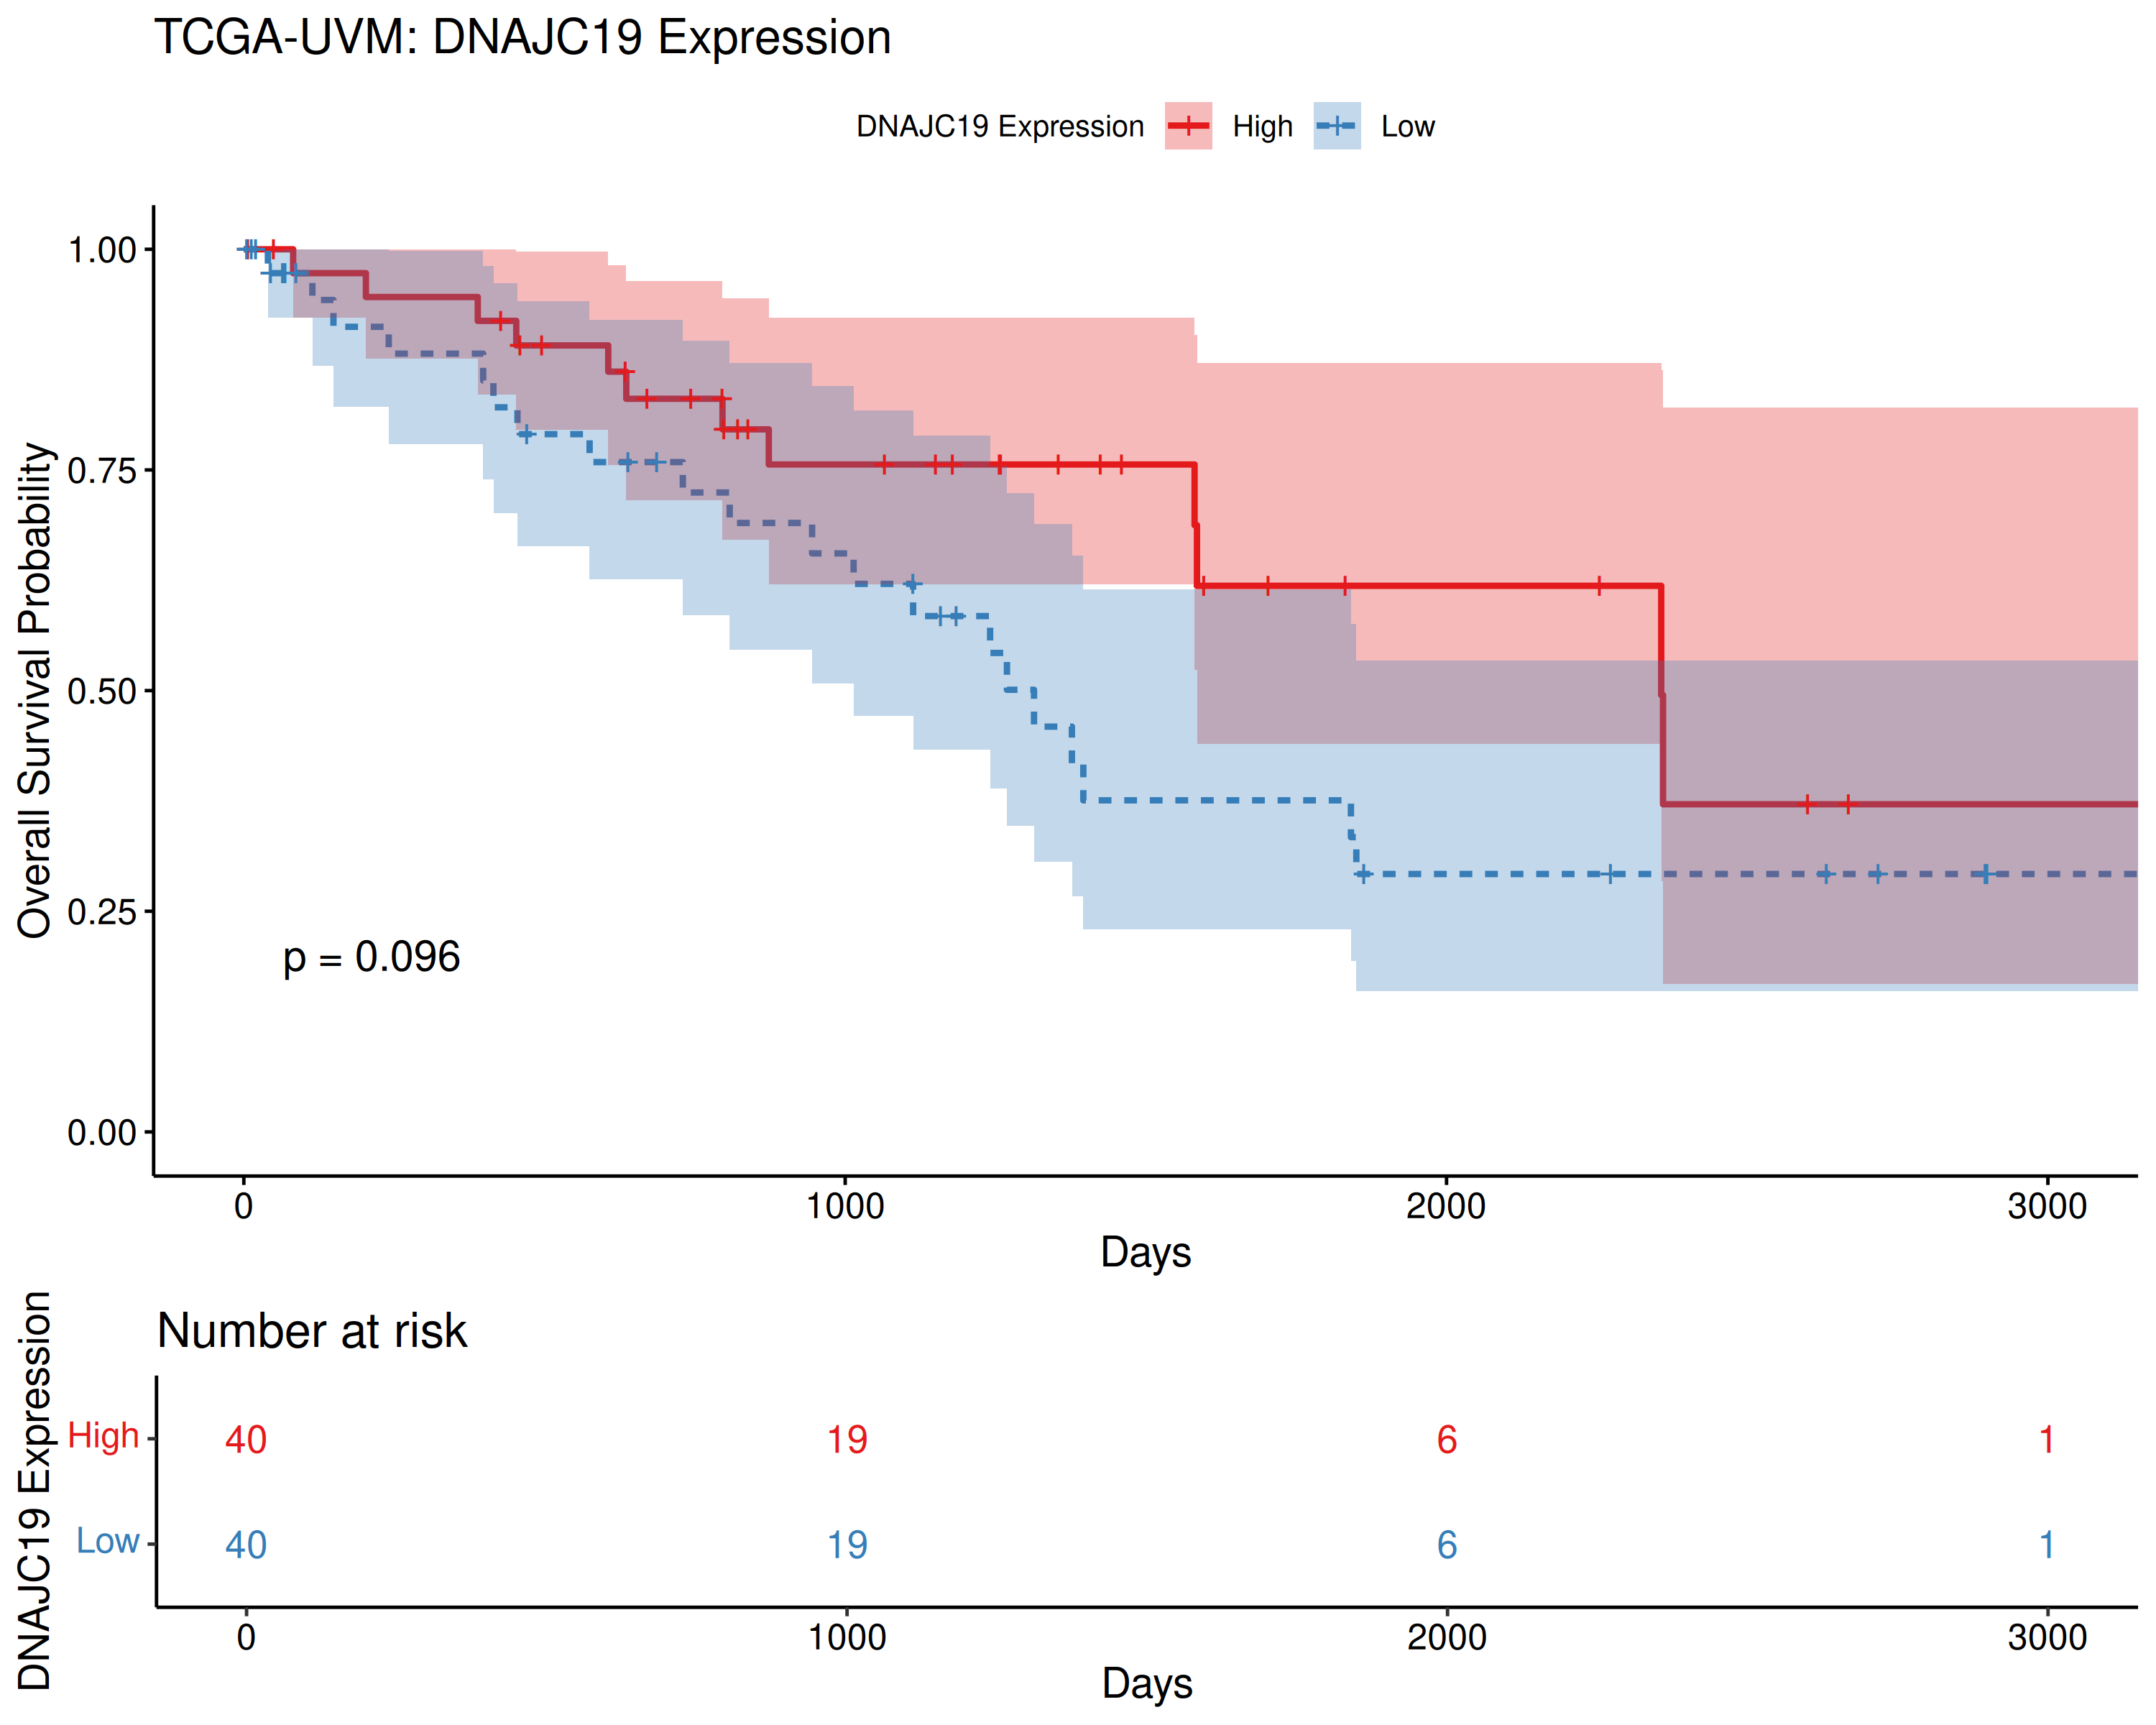 TCGA-UVM: DNAJC19 Expression
DNAJC19 Expression High Low
Overall Survival Probability
1.00
0.75
0.50
0.25
0.00
p = 0.096
0 1000 2000 3000
Days
Number at risk
DNAJC19 Expression
High 40 19 6 1
Low 40 19 6 1
0 1000 2000 3000
Days